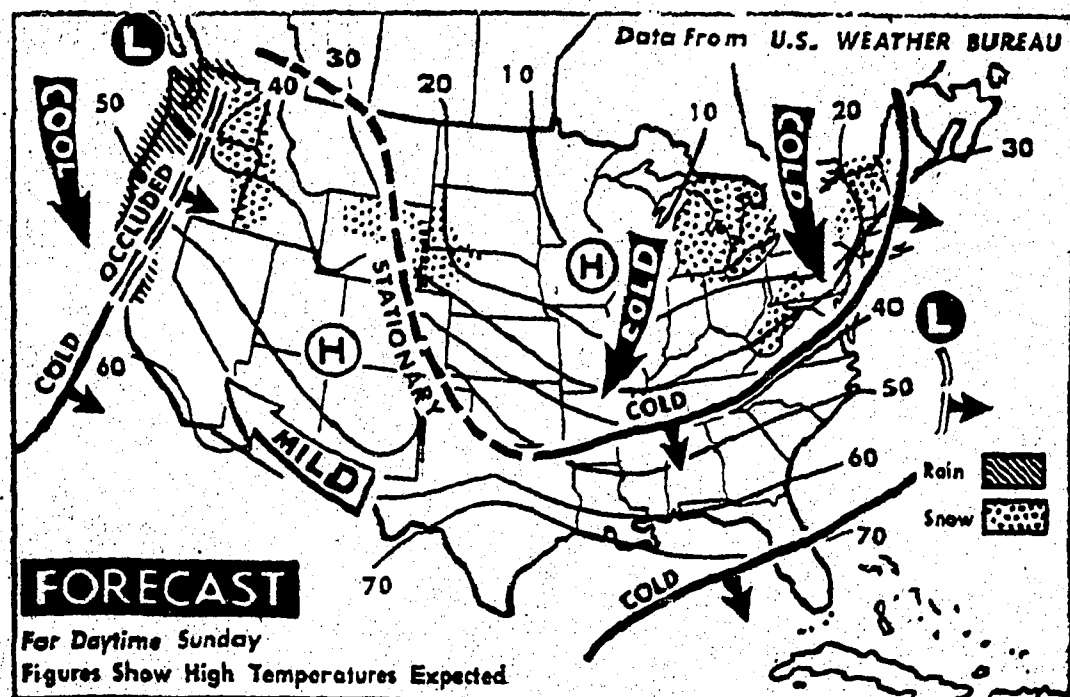 Data From U.S. WEATHER BUREAU
L
COOL
50
40
30
20
10
10
COLD
20
30
OCCLUDED
STATIONARY
H
COLD
H
COLD
60
MILD
COLD
40
L
50
60
Rain
Snow
70
70
COLD
FORECAST
For Daytime Sunday
Figures Show High Temperatures Expected